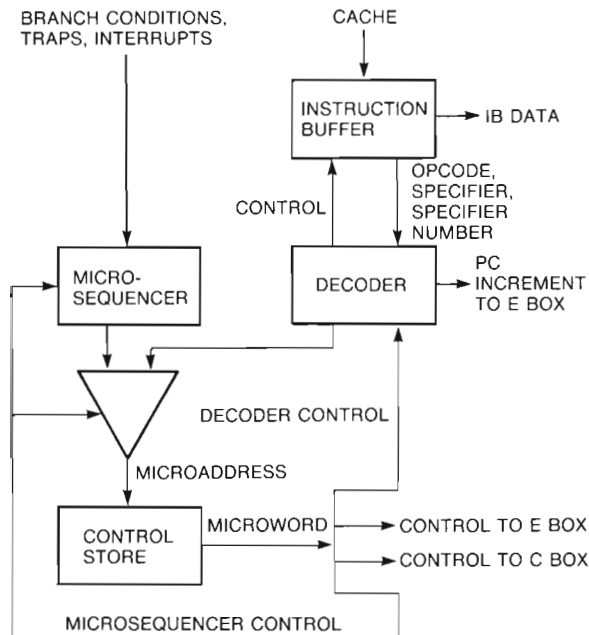 BRANCH CONDITIONS,
TRAPS, INTERRUPTS
CACHE
INSTRUCTION
BUFFER
IB DATA
CONTROL
OPCODE,
SPECIFIER,
SPECIFIER
NUMBER
MICRO-
SEQUENCER
DECODER
PC
INCREMENT
TO E BOX
DECODER CONTROL
MICROADDRESS
CONTROL
STORE
MICROWORD
CONTROL TO E BOX
CONTROL TO C BOX
MICROSEQUENCER CONTROL